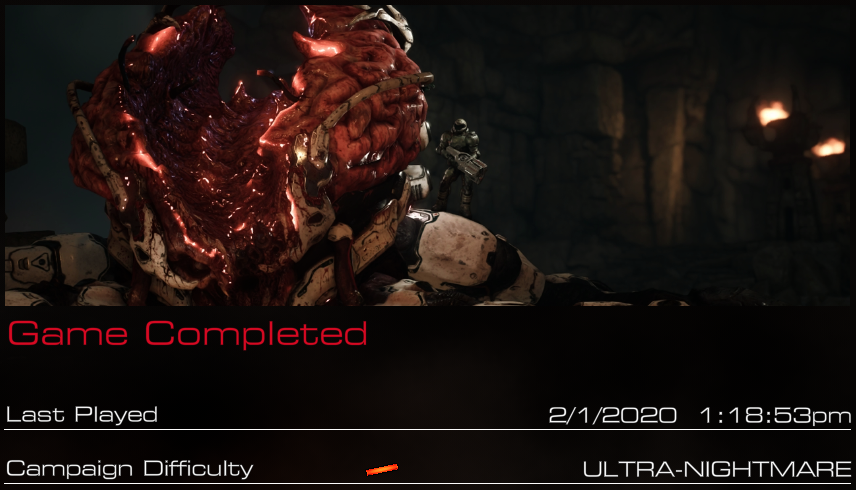 Game Completed
Last Played 2/1/2020 1:18:53pm
Campaign Difficulty ULTRA-NIGHTMARE